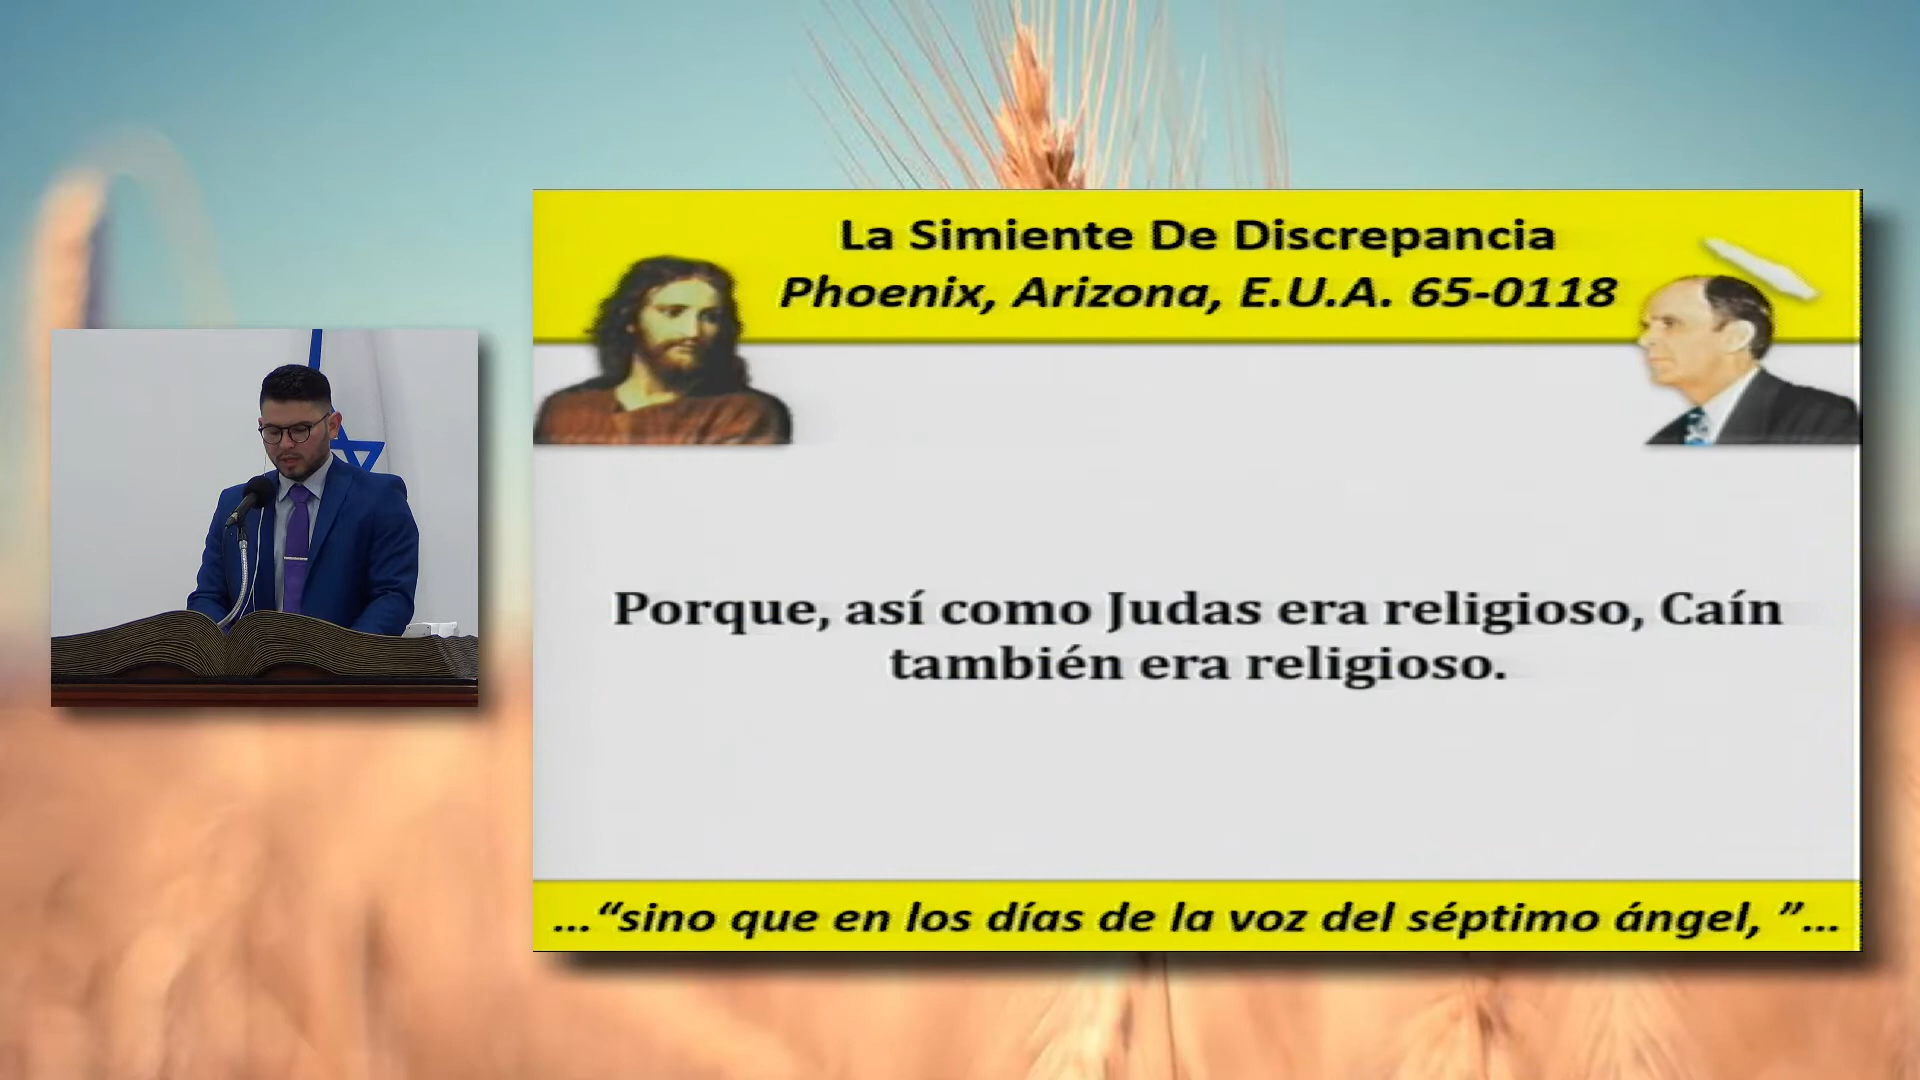 La Simiente De Discrepancia
Phoenix, Arizona, E.U.A. 65-0118
Porque, así como Judas era religioso, Caín
también era religioso.
..."sino que en los días de la voz del séptimo ángel, "...